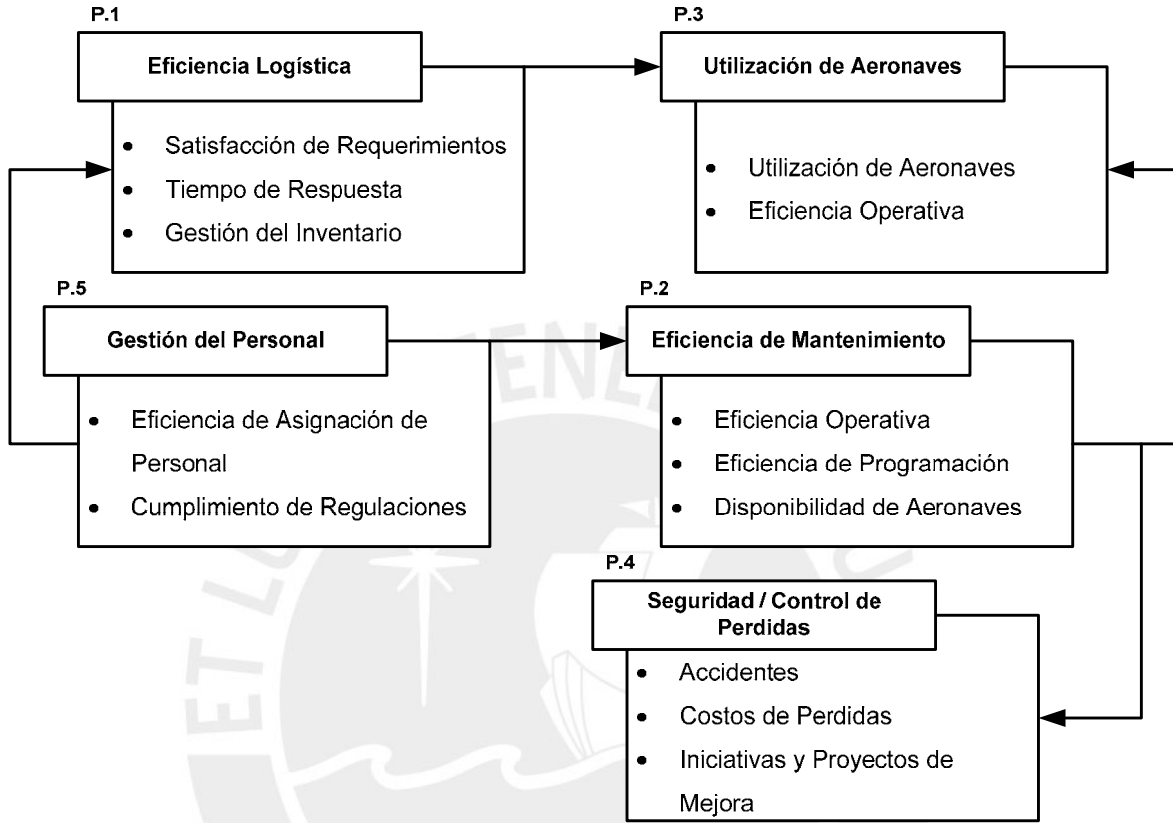 P.1
Eficiencia Logística
Satisfacción de Requerimientos
Tiempo de Respuesta
Gestión del Inventario
P.3
Utilización de Aeronaves
Utilización de Aeronaves
Eficiencia Operativa
P.5
Gestión del Personal
Eficiencia de Asignación de
Personal
Cumplimiento de Regulaciones
P.2
Eficiencia de Mantenimiento
Eficiencia Operativa
Eficiencia de Programación
Disponibilidad de Aeronaves
P.4
Seguridad / Control de
Perdidas
Accidentes
Costos de Perdidas
Iniciativas y Proyectos de
Mejora